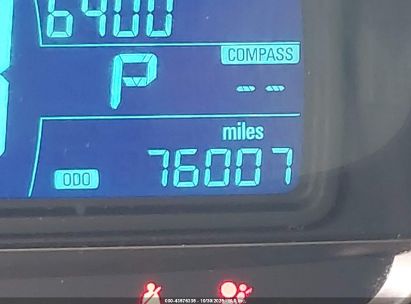 6400
COMPASS
P
--
miles
ODO 76007